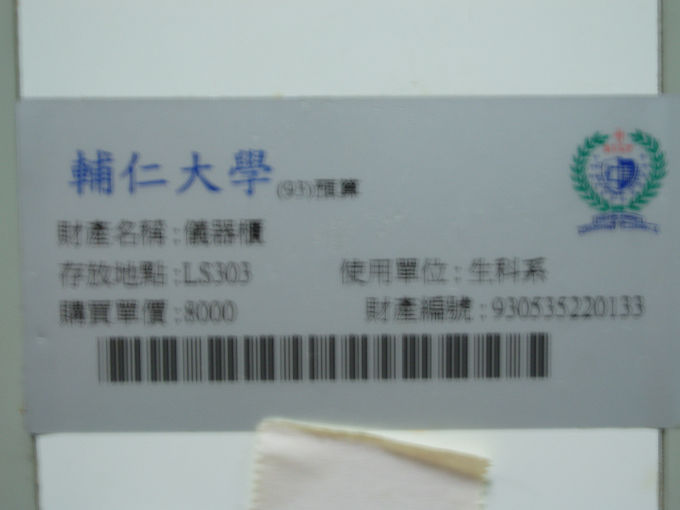 輔仁大學(93)預算
財產名稱:儀器櫃
存放地點:LS303 使用單位:生科系
購買單價:8000 財產編號:930535220133